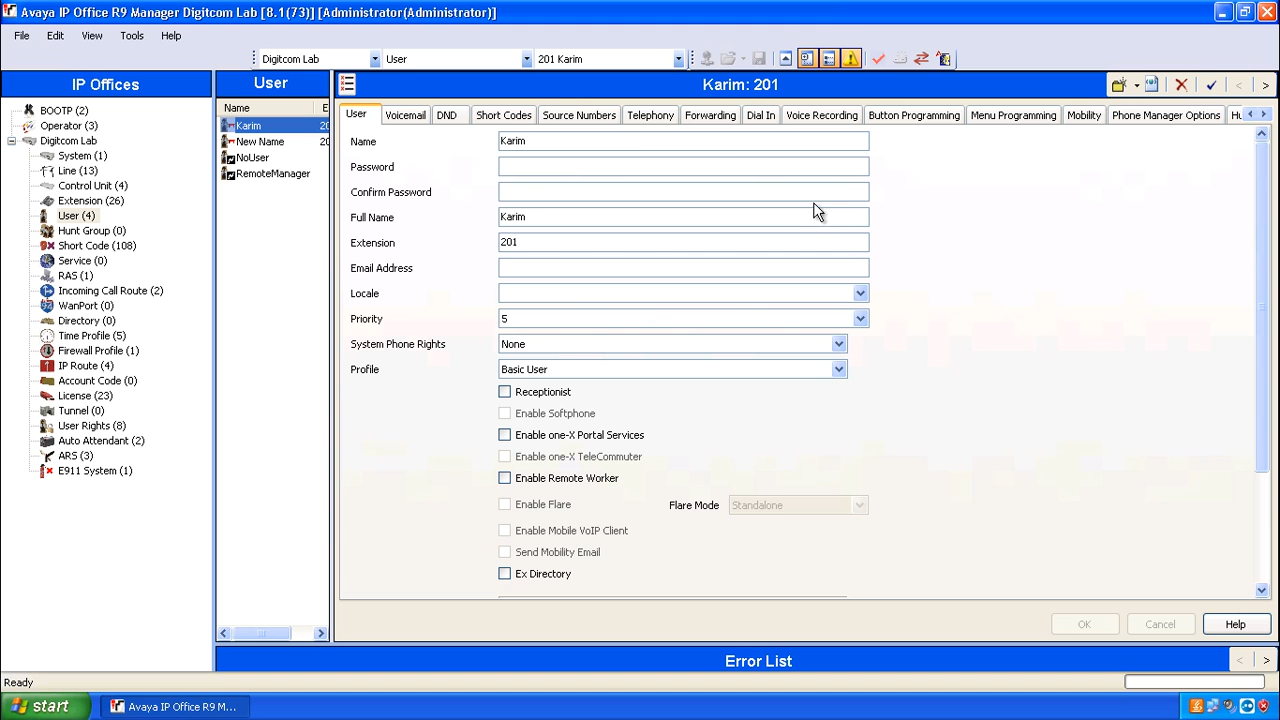 Avaya IP Office R9 Manager Digitcom Lab [8.1(73)] [Administrator(Administrator)]
File Edit View Tools Help
Digitcom Lab User 201 Karim
IP Offices
BOOTP (2)
Operator (3)
Digitcom Lab
System (1)
Line (13)
Control Unit (4)
Extension (26)
User (4)
Hunt Group (0)
Short Code (108)
Service (0)
RAS (1)
Incoming Call Route (2)
WanPort (0)
Directory (0)
Time Profile (5)
Firewall Profile (1)
IP Route (4)
Account Code (0)
License (23)
Tunnel (0)
User Rights (8)
Auto Attendant (2)
ARS (3)
E911 System (1)
User
Name E
Karim 20
New Name 20
NoUser
RemoteManager
Karim: 201
User Voicemail DND Short Codes Source Numbers Telephony Forwarding Dial In Voice Recording Button Programming Menu Programming Mobility Phone Manager Options Hu
Name Karim
Password
Confirm Password
Full Name Karim
Extension 201
Email Address
Locale
Priority 5
System Phone Rights None
Profile Basic User
Receptionist
Enable Softphone
Enable one-X Portal Services
Enable one-X TeleCommuter
Enable Remote Worker
Enable Flare Flare Mode Standalone
Enable Mobile VoIP Client
Send Mobility Email
Ex Directory
OK Cancel Help
Error List
Ready
start Avaya IP Office R9 M...